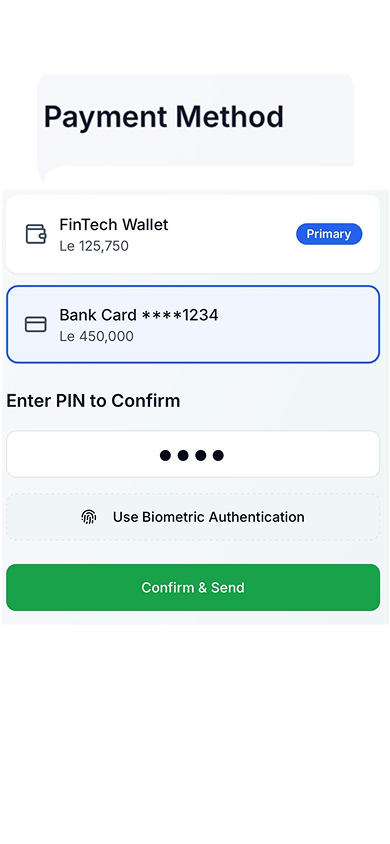 Payment Method
FinTech Wallet
Le 125,750
Primary
Bank Card ****1234
Le 450,000
Enter PIN to Confirm
●●●●
Use Biometric Authentication
Confirm & Send